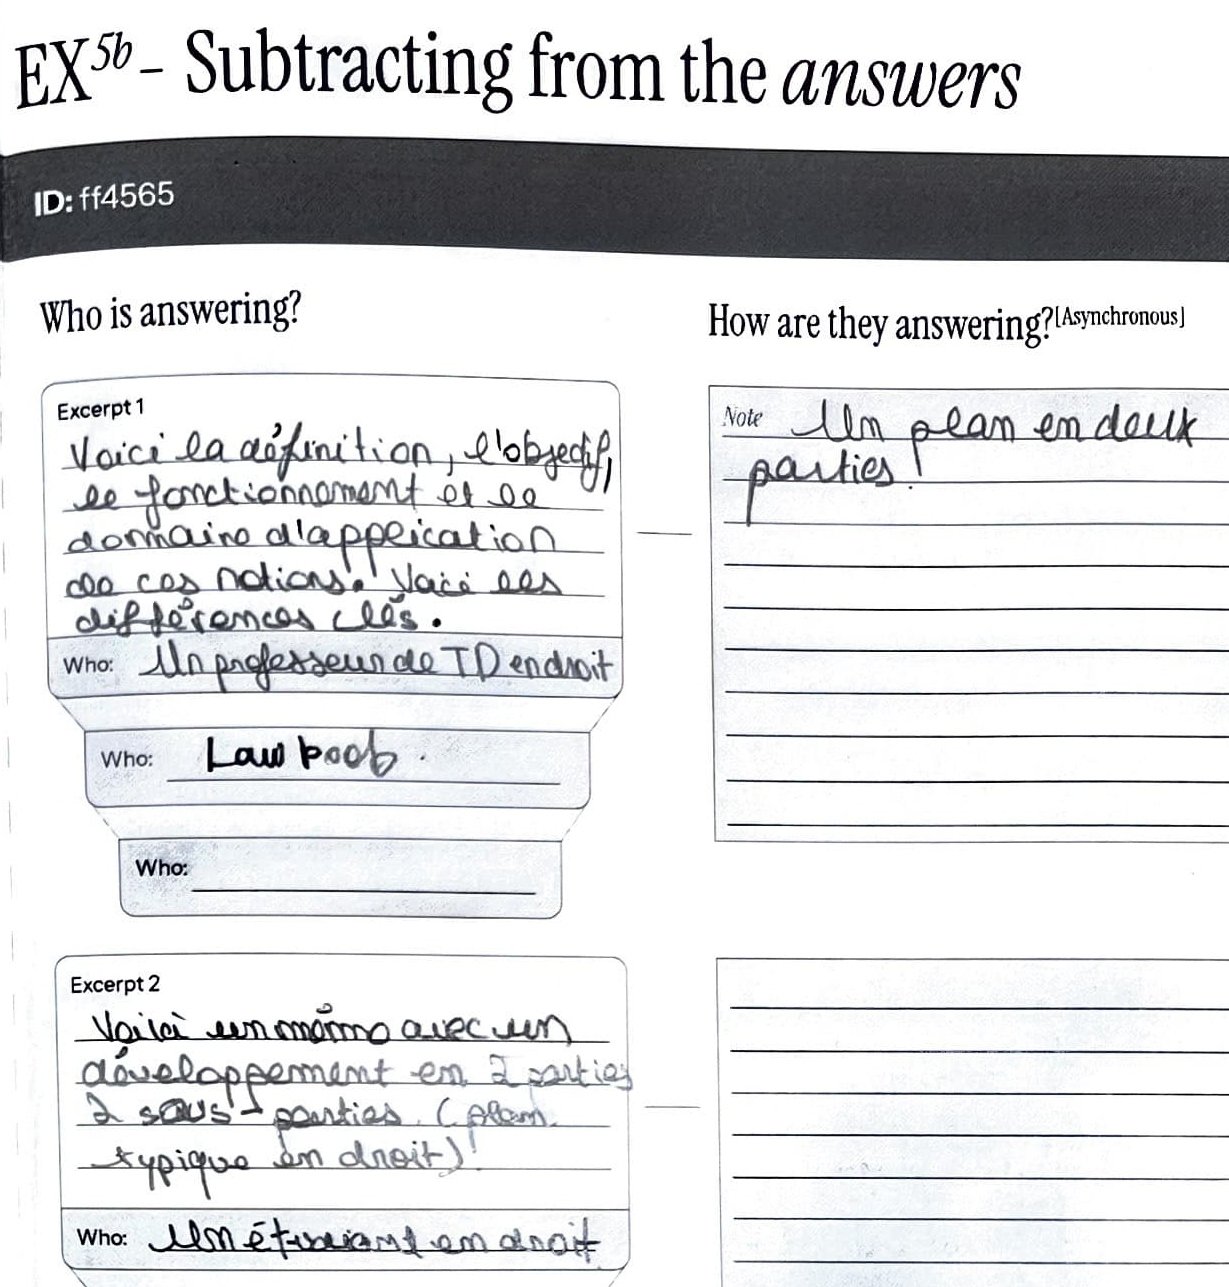 EX5b - Subtracting from the answers
ID: ff4565
Who is answering?
How are they answering?[Asynchronous]
Excerpt 1
Voici la définition, l'objectif,
le fonctionnement et le
domaine d'application
de ces notions. Voici les
différences clés.
Who: Un professeur de TD en droit
Who: Law book.
Who:
Note Un plan en deux
parties.
Excerpt 2
Voici un mémo avec un
développement en 2 parties
2 sous-parties. (plan
typique en droit)
Who: Un étudiant en droit